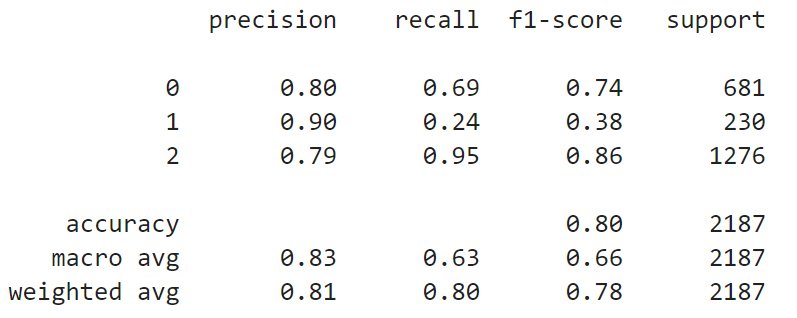 precision recall f1-score support
0 0.80 0.69 0.74 681
1 0.90 0.24 0.38 230
2 0.79 0.95 0.86 1276
accuracy 0.80 2187
macro avg 0.83 0.63 0.66 2187
weighted avg 0.81 0.80 0.78 2187